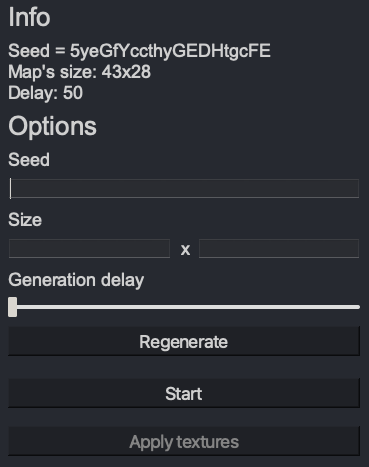 Info
Seed = 5yeGfYccthyGEDHtgcFE
Map's size: 43x28
Delay: 50
Options
Seed
Size
x
Generation delay
Regenerate
Start
Apply textures